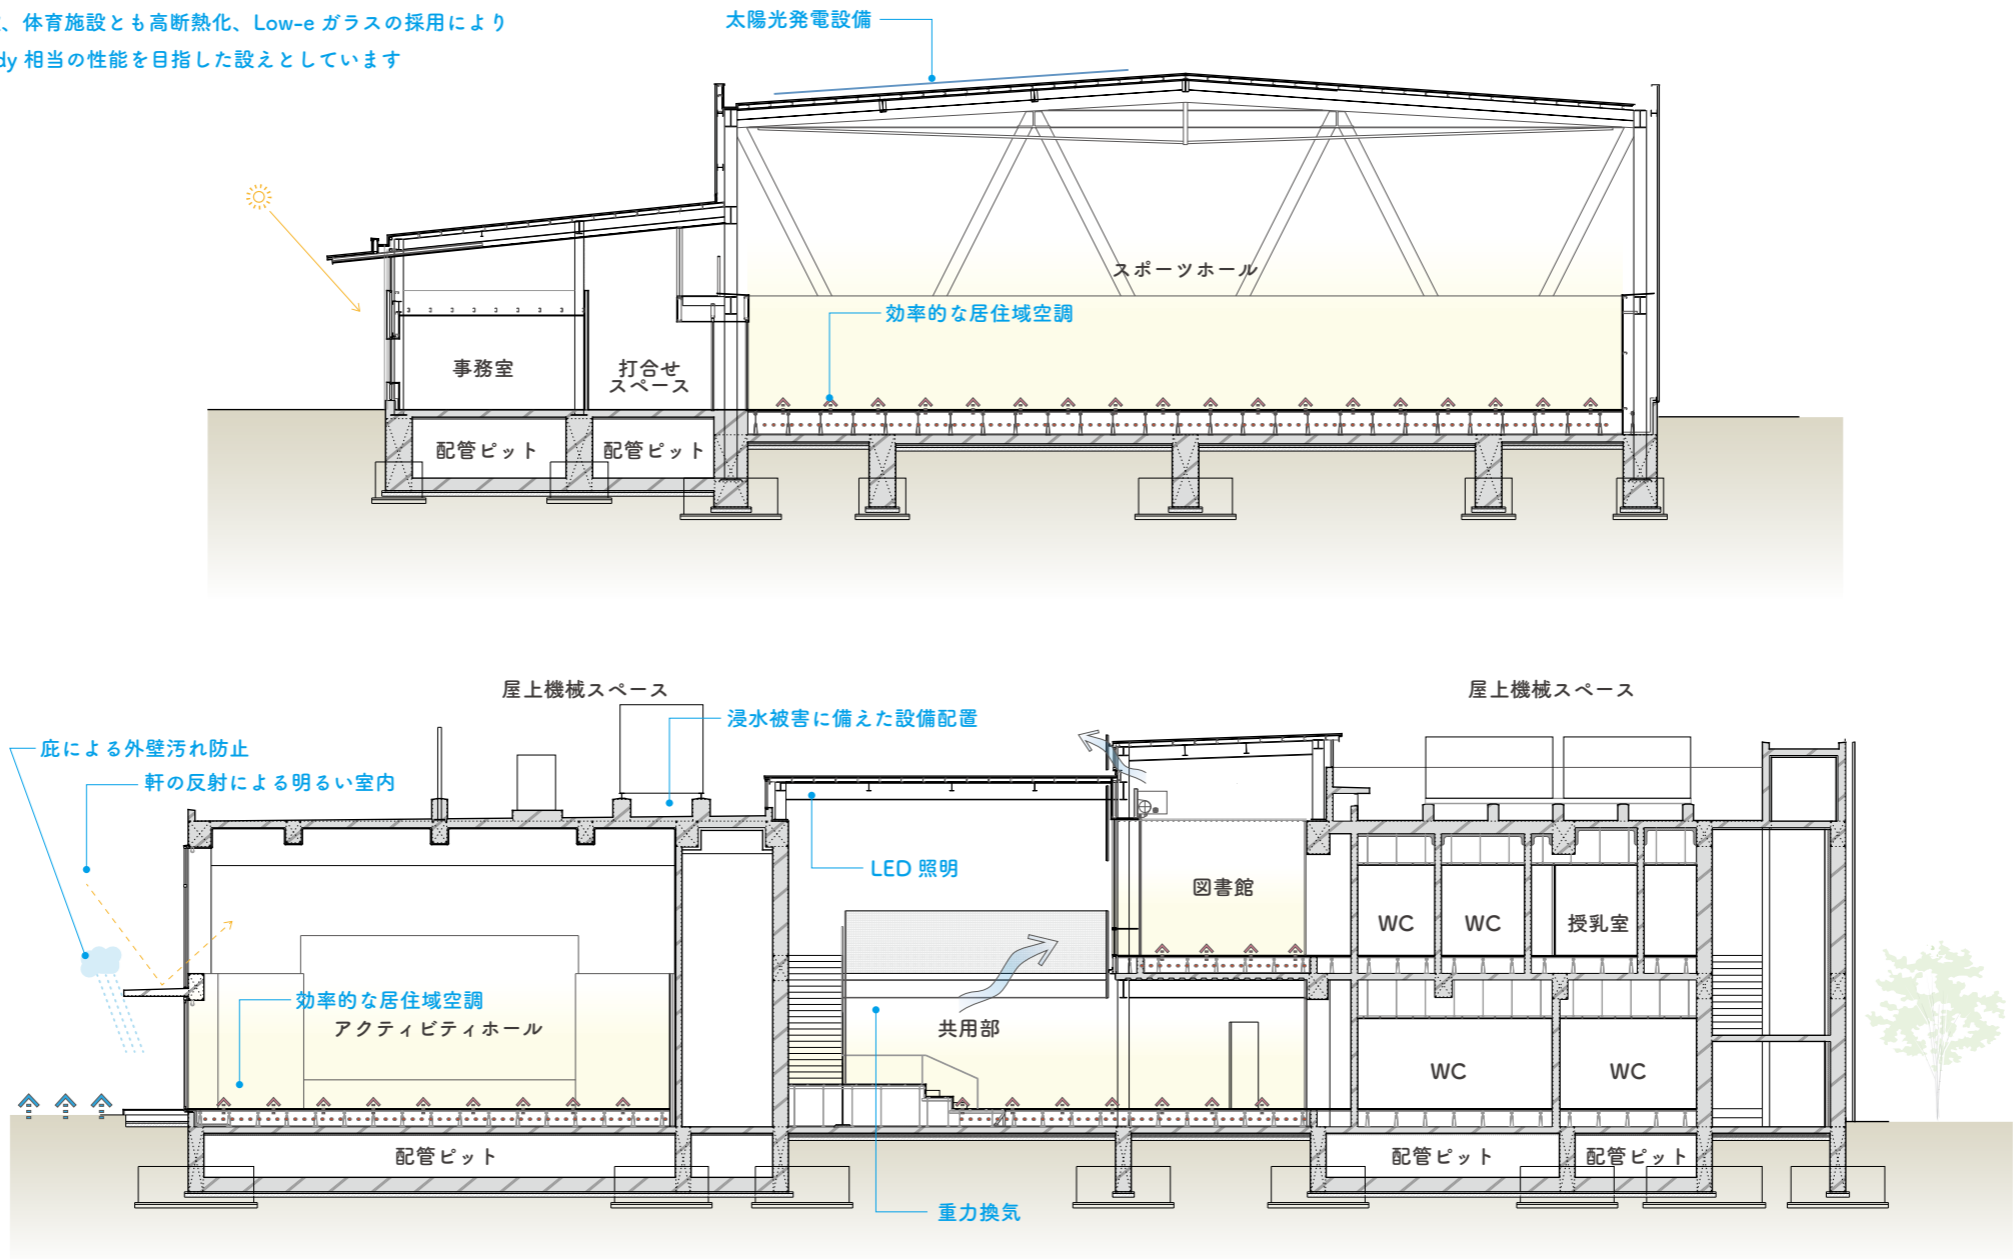 、体育施設とも高断熱化、Low-e ガラスの採用により
dy 相当の性能を目指した設えとしています
太陽光発電設備
スポーツホール
効率的な居住域空調
事務室
打合せ
スペース
配管ピット
配管ピット
屋上機械スペース
屋上機械スペース
浸水被害に備えた設備配置
庇による外壁汚れ防止
軒の反射による明るい室内
LED 照明
図書館
WC
WC
授乳室
効率的な居住域空調
アクティビティホール
共用部
WC
WC
配管ピット
配管ピット
配管ピット
重力換気